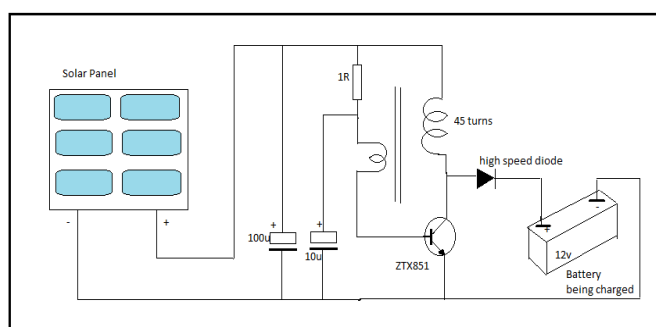 Solar Panel
1R
45 turns
high speed diode
-
+
+
100u
+
10u
ZTX851
+
-
12v
Battery
being charged